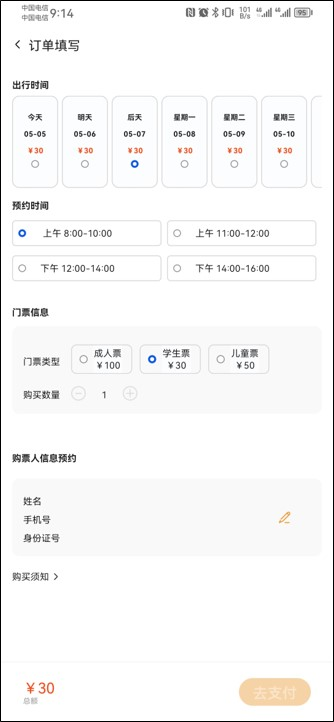 中国电信
中国电信
9:14
101 B/s
95
订单填写
出行时间
今天 明天 后天 星期一 星期二 星期三
05-05 05-06 05-07 05-08 05-09 05-10
￥30 ￥30 ￥30 ￥30 ￥30 ￥30
预约时间
上午 8:00-10:00 上午 11:00-12:00
下午 12:00-14:00 下午 14:00-16:00
门票信息
门票类型 成人票 学生票 儿童票
￥100 ￥30 ￥50
购买数量 1
购票人信息预约
姓名
手机号
身份证号
购买须知
￥30
总额
去支付